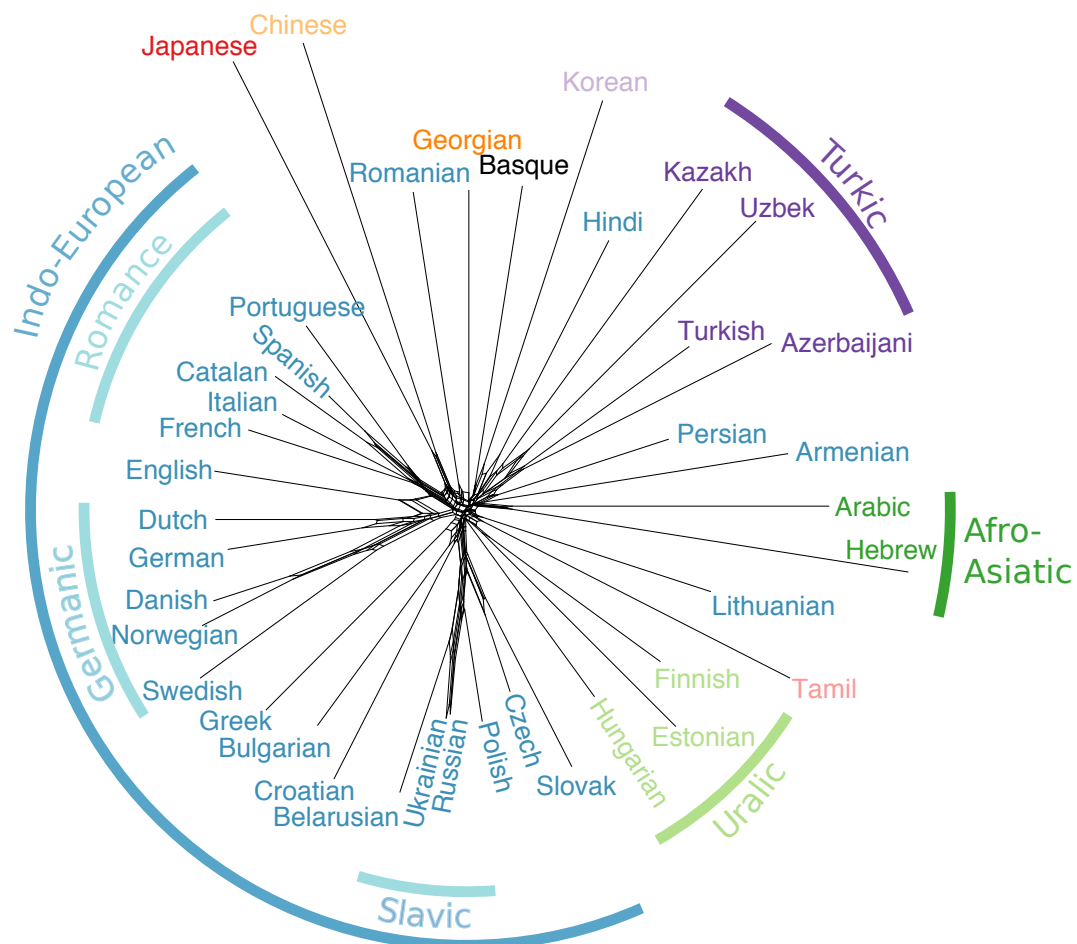 Chinese
Japanese
Korean
Georgian
Basque
Romanian
Kazakh
Turkic
Uzbek
Hindi
Indo-European
Romance
Portuguese
Spanish
Turkish
Azerbaijani
Catalan
Italian
French
Persian
Armenian
English
Arabic
Dutch
Hebrew
Afro-
Asiatic
German
Danish
Lithuanian
Norwegian
Germanic
Finnish
Tamil
Swedish
Greek
Bulgarian
Hungarian
Estonian
Czech
Polish
Russian
Ukrainian
Croatian
Slovak
Belarusian
Uralic
Slavic